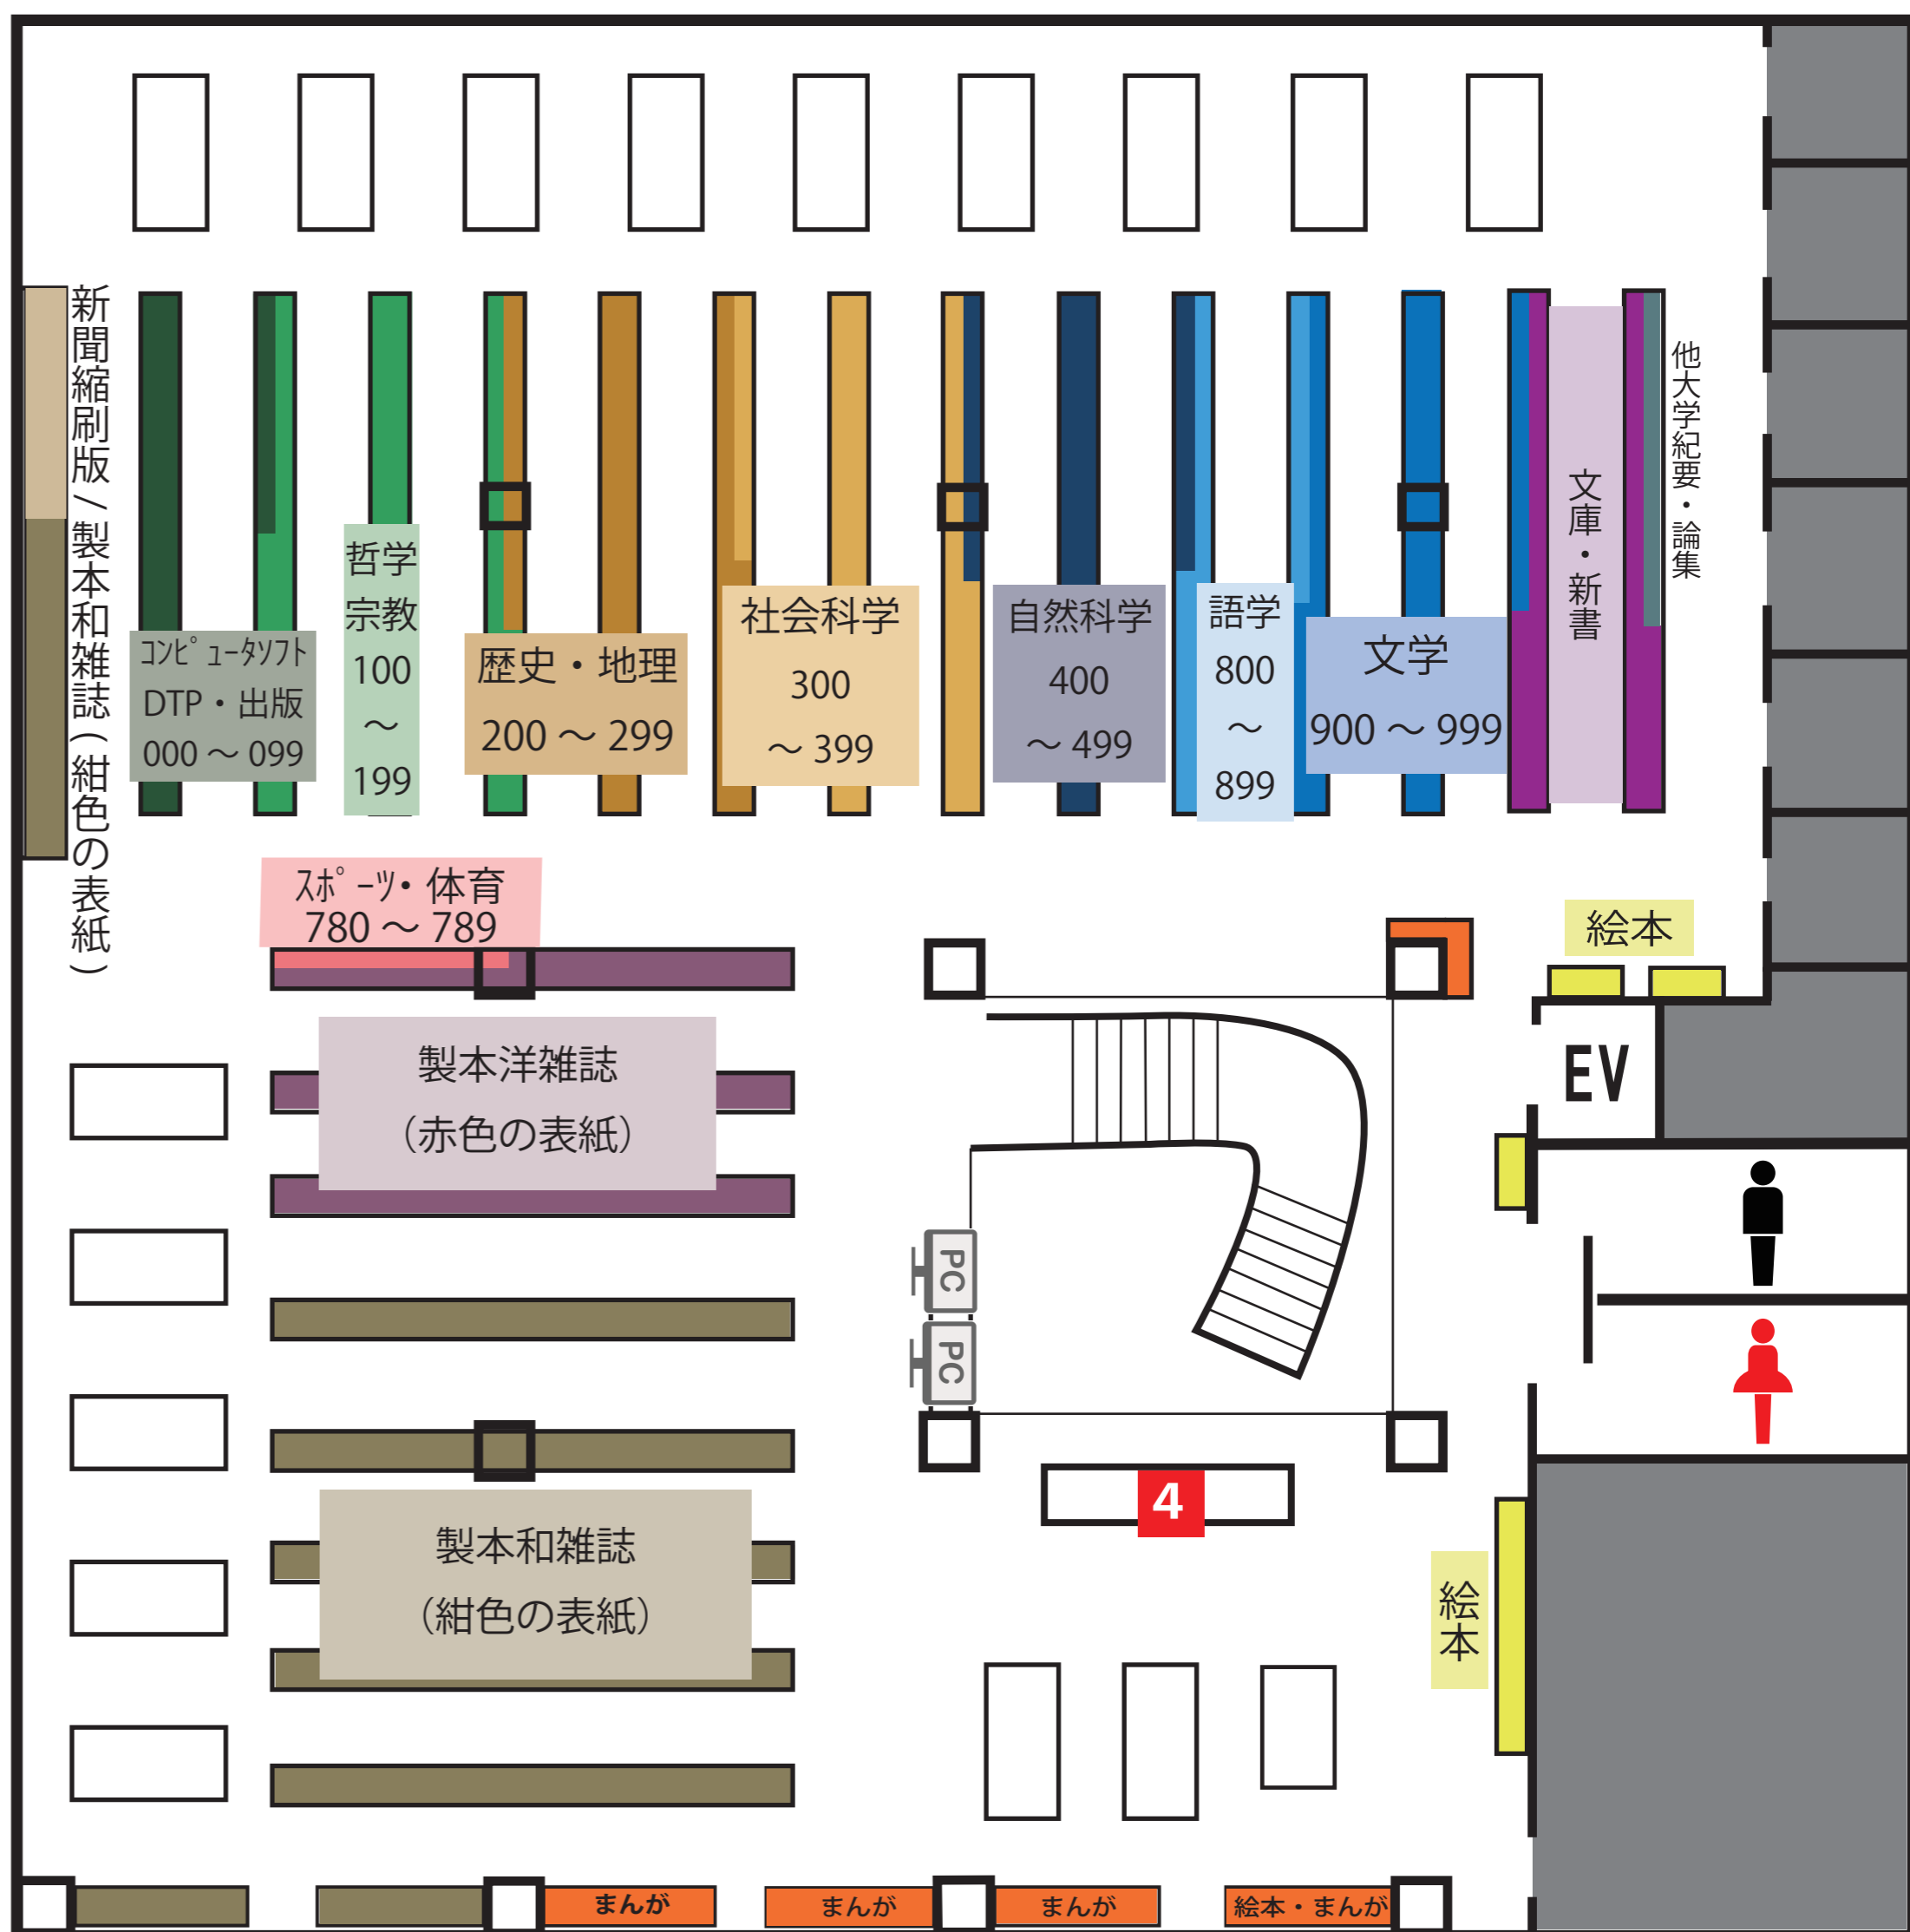 新聞縮刷版/製本和雑誌(紺色の表紙)
コンピュータソフト
DTP・出版
000～099
哲学
宗教
100
～
199
歴史・地理
200～299
社会科学
300
～399
自然科学
400
～499
語学
800
～
899
文学
900～999
文庫・新書
他大学紀要・論集
スポーツ・体育
780～789
絵本
製本洋雑誌
（赤色の表紙）
EV
PC
PC
4
製本和雑誌
（紺色の表紙）
絵本
まんが
まんが
まんが
絵本・まんが